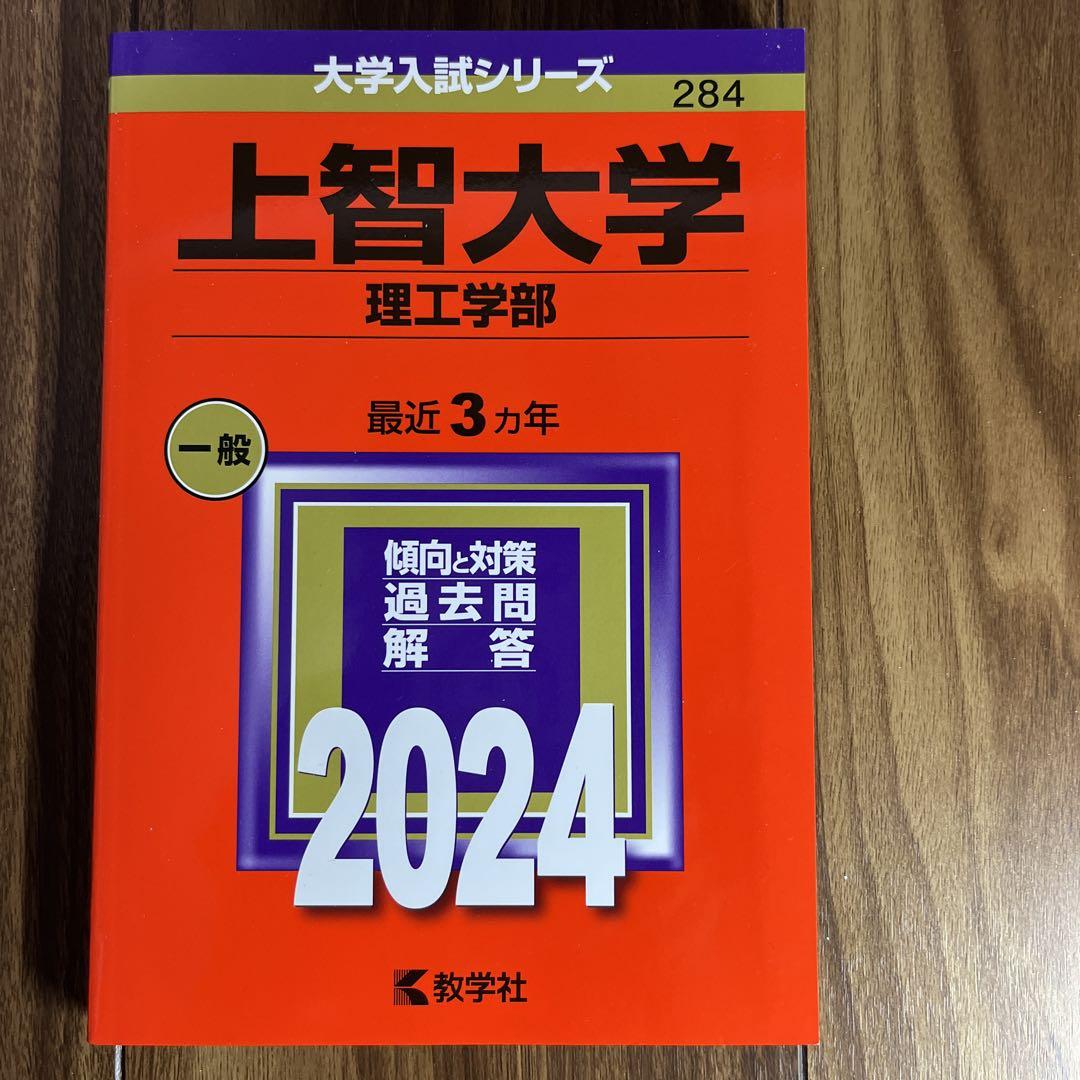 大学入試シリーズ
284
上智大学
理工学部
最近3カ年
一般
傾向と対策
過去問
解答
2024
教学社